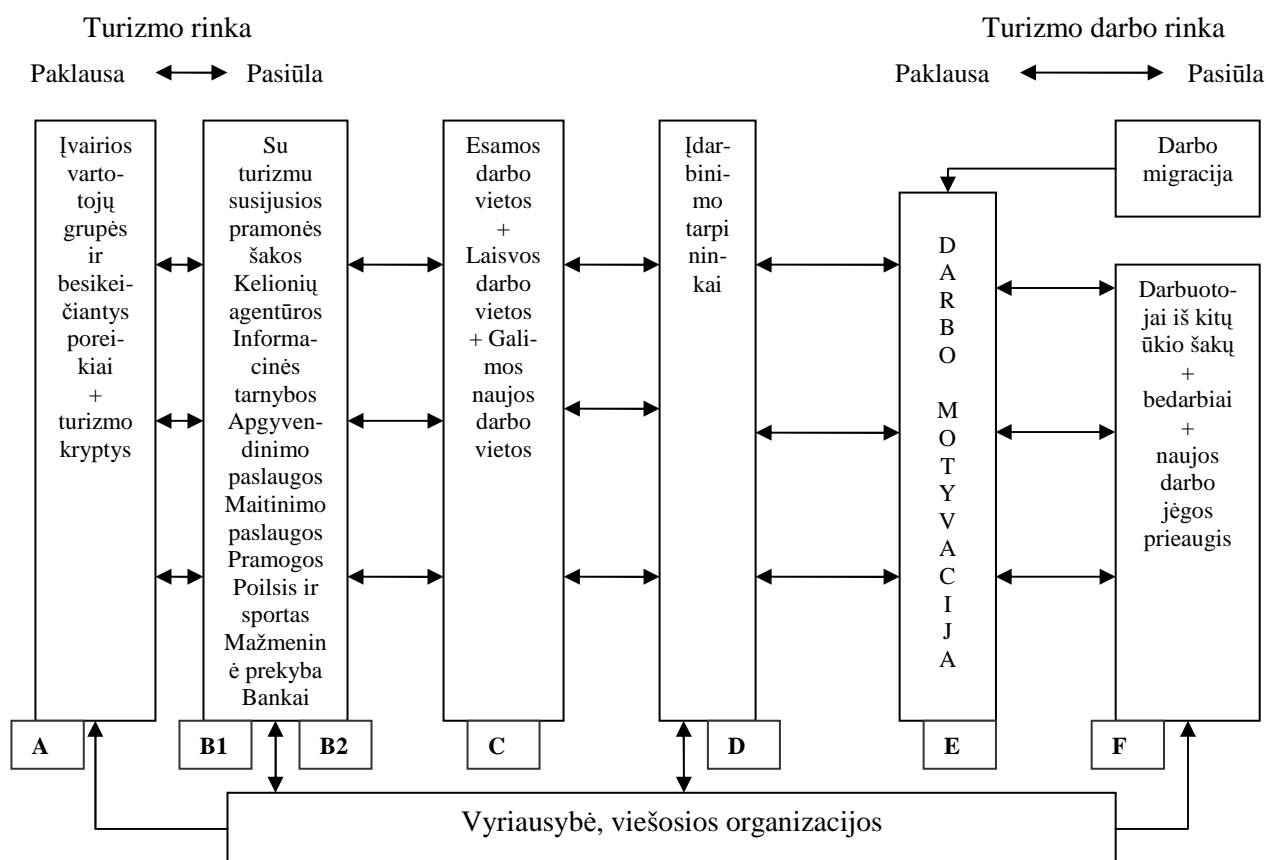 Turizmo rinka
Turizmo darbo rinka
Paklausa
Pasiūla
Paklausa
Pasiūla
Įvairios
varto-
tojų
grupės
ir
besikei-
čiantys
porei-
kiai
+
turizmo
kryptys
Su
turizmu
susijusios
pramonės
šakos
Kelionių
agentūros
Informa-
cinės
tarnybos
Apgyven-
dinimo
paslaugos
Maitinimo
paslaugos
Pramogos
Poilsis ir
sportas
Mažmenin
ė prekyba
Bankai
Esamos
darbo
vietos
+
Laisvos
darbo
vietos
+ Gali-
mos
naujos
darbo
vietos
Įdar-
bini-
mo
tarpi
nin-
kai
D
A
R
B
O
M
O
T
Y
V
A
C
I
J
A
Darbo
migracija
Darbuoto-
jai iš kitų
ūkio šakų
+
bedarbiai
+
naujos
darbo
jėgos
prieaugis
A
B1
B2
C
D
E
F
Vyriausybė, viešosios organizacijos